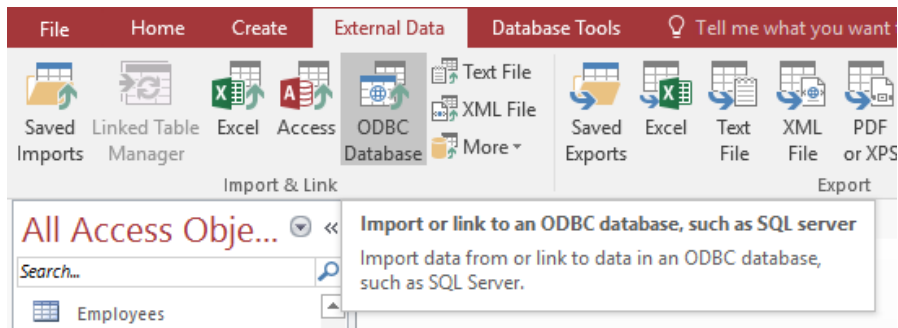 File Home Create External Data Database Tools Tell me what you want
Text File
XML File
More
Saved Imports
Linked Table Manager
Excel
Access
ODBC Database
Saved Exports
Excel
Text File
XML File
PDF or XPS
Import & Link
Export
All Access Obje...
Search...
Employees
Import or link to an ODBC database, such as SQL server
Import data from or link to data in an ODBC database,
such as SQL Server.